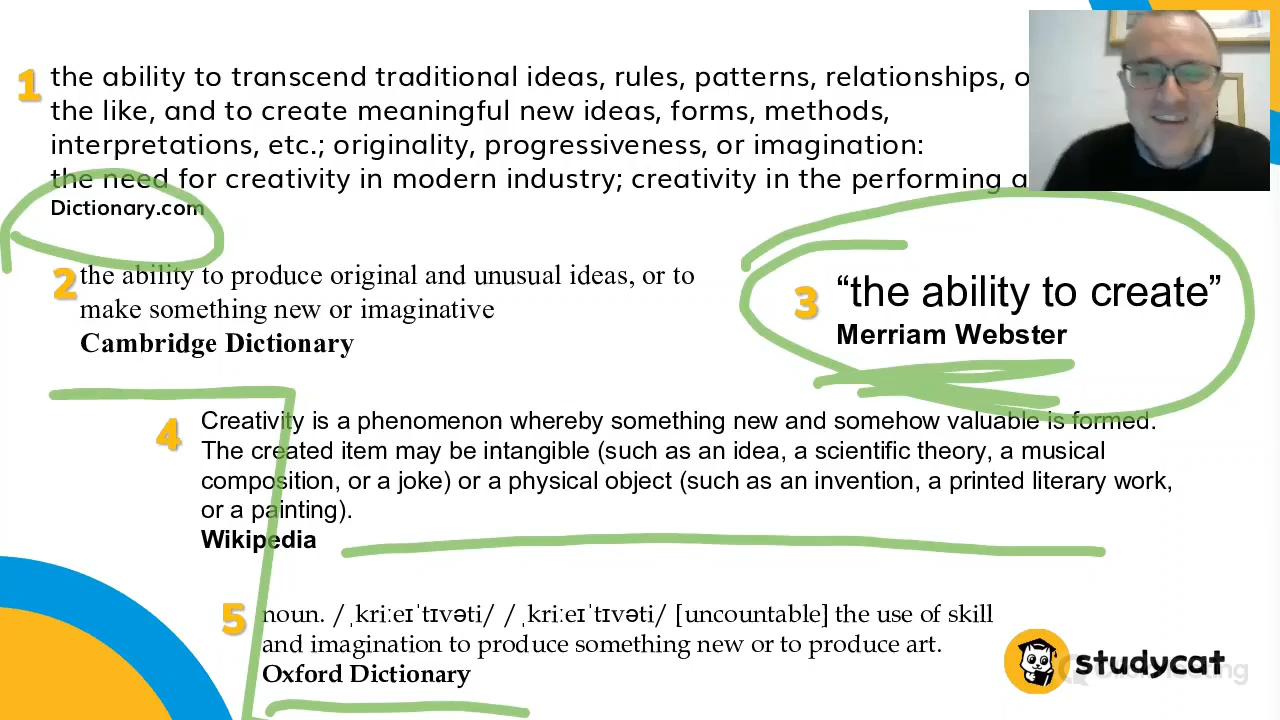 1 the ability to transcend traditional ideas, rules, patterns, relationships,
the like, and to create meaningful new ideas, forms, methods,
interpretations, etc.; originality, progressiveness, or imagination:
the need for creativity in modern industry; creativity in the performing
Dictionary.com
2 the ability to produce original and unusual ideas, or to
make something new or imaginative
Cambridge Dictionary
3 “the ability to create”
Merriam Webster
4 Creativity is a phenomenon whereby something new and somehow valuable is formed.
The created item may be intangible (such as an idea, a scientific theory, a musical
composition, or a joke) or a physical object (such as an invention, a printed literary work,
or a painting).
Wikipedia
5 noun. /ˌkriːeɪˈtɪvəti/ /ˌkriːeɪˈtɪvəti/ [uncountable] the use of skill
and imagination to produce something new or to produce art.
Oxford Dictionary
studycat